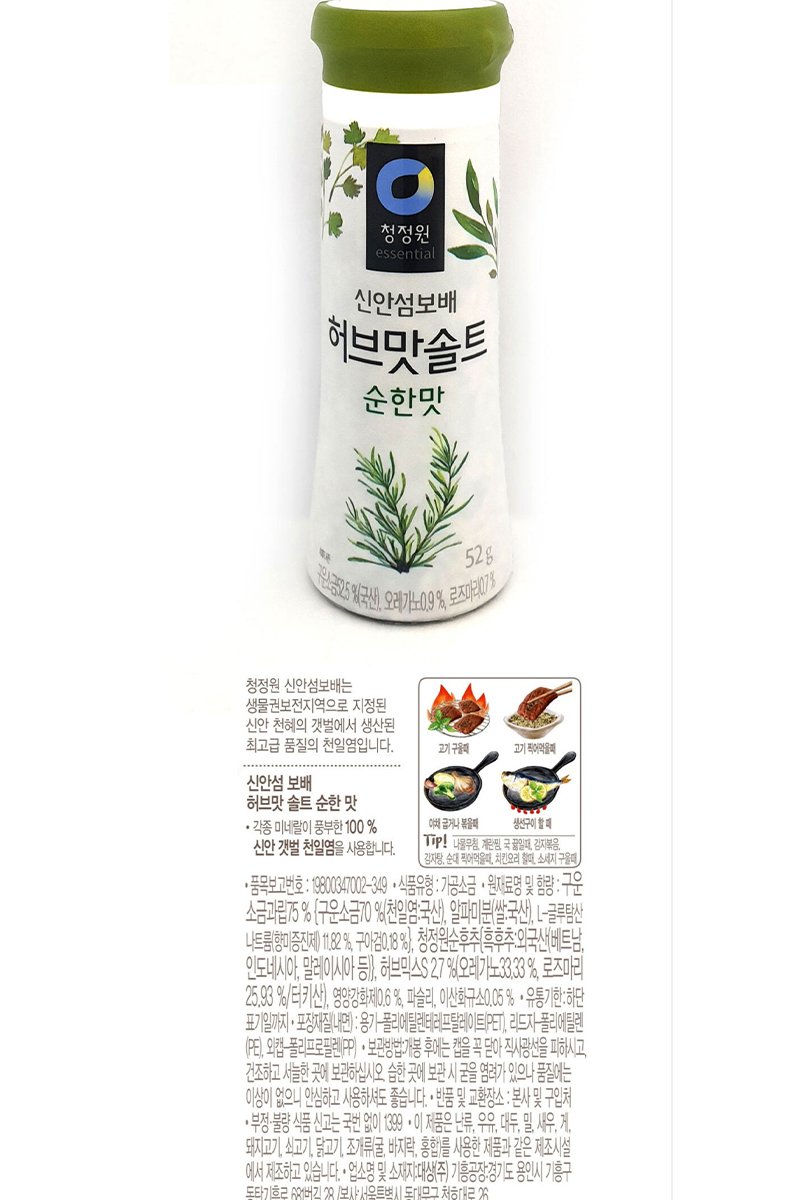 청정원
essential
신안섬보배
허브맛솔트
순한맛
52g
구운소금52.5 %(국산), 오레가노0.9 %, 로즈마리0.7 %
청정원 신안섬보배는
생물권보전지역으로 지정된
신안 천혜의 갯벌에서 생산된
최고급 품질의 천일염입니다.
신안섬 보배
허브맛 솔트 순한 맛
• 각종 미네랄이 풍부한 100 %
신안 갯벌 천일염을 사용합니다.
고기 구울때
고기 찍어먹을때
야채 굽거나 볶을때
생선구이 할 때
Tip! 나물무침, 계란찜, 국 끓일때, 감자볶음,
감자탕, 순대 찍어먹을때, 치킨요리 할때, 소세지 구울때
• 품목보고번호 : 19800347002-349 • 식품유형 : 가공소금 • 원재료명 및 함량 : 구운
소금과립75 % {구운소금70 %(천일염:국산), 알파미분(쌀:국산), L-글루탐산
나트륨(향미증진제) 11.82 %, 구아검0.18 %}, 청정원순후추{흑후추:외국산(베트남,
인도네시아, 말레이시아 등)}, 허브믹스S 2.7 %(오레가노33.33 %, 로즈마리
25.93 %/터키산), 영양강화제0.6 %, 파슬리, 이산화규소0.05 % • 유통기한 : 하단
표기일까지 • 포장재질(내면) : 용기-폴리에틸렌테레프탈레이트(PET), 리드지-폴리에틸렌
(PE), 외캡-폴리프로필렌(PP) • 보관방법:개봉 후에는 캡을 꼭 닫아 직사광선을 피하시고,
건조하고 서늘한 곳에 보관하십시오. 습한 곳에 보관 시 굳을 염려가 있으나 품질에는
이상이 없으니 안심하고 사용하셔도 좋습니다. • 반품 및 교환장소 : 본사 및 구입처
• 부정·불량 식품 신고는 국번 없이 1399 • 이 제품은 난류, 우유, 대두, 밀, 새우, 게,
돼지고기, 쇠고기, 닭고기, 조개류(굴, 바지락, 홍합)를 사용한 제품과 같은 제조시설
에서 제조하고 있습니다. • 업소명 및 소재지:대상(주) 기흥공장:경기도 용인시 기흥구
동탄기흥로 681번길 28 /본사:서울특별시 동대문구 천호대로 26